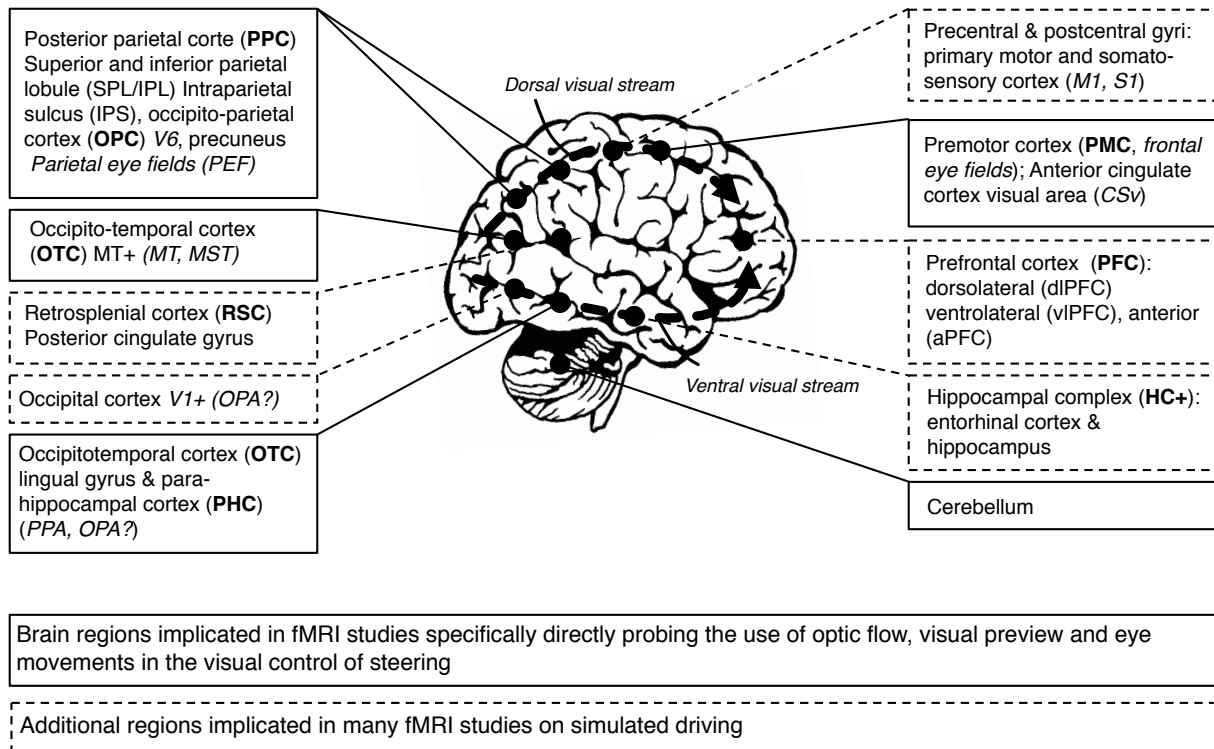 Posterior parietal corte (PPC)
Superior and inferior parietal
lobule (SPL/IPL) Intraparietal
sulcus (IPS), occipito-parietal
cortex (OPC) V6, precuneus
Parietal eye fields (PEF)
Occipito-temporal cortex
(OTC) MT+ (MT, MST)
Retrosplenial cortex (RSC)
Posterior cingulate gyrus
Occipital cortex V1+ (OPA?)
Occipitotemporal cortex (OTC)
lingual gyrus & para-
hippocampal cortex (PHC)
(PPA, OPA?)
Dorsal visual stream
Ventral visual stream
Precentral & postcentral gyri:
primary motor and somato-
sensory cortex (M1, S1)
Premotor cortex (PMC, frontal
eye fields); Anterior cingulate
cortex visual area (CSv)
Prefrontal cortex (PFC):
dorsolateral (dlPFC)
ventrolateral (vlPFC), anterior
(aPFC)
Hippocampal complex (HC+):
entorhinal cortex &
hippocampus
Cerebellum
Brain regions implicated in fMRI studies specifically directly probing the use of optic flow, visual preview and eye
movements in the visual control of steering
Additional regions implicated in many fMRI studies on simulated driving